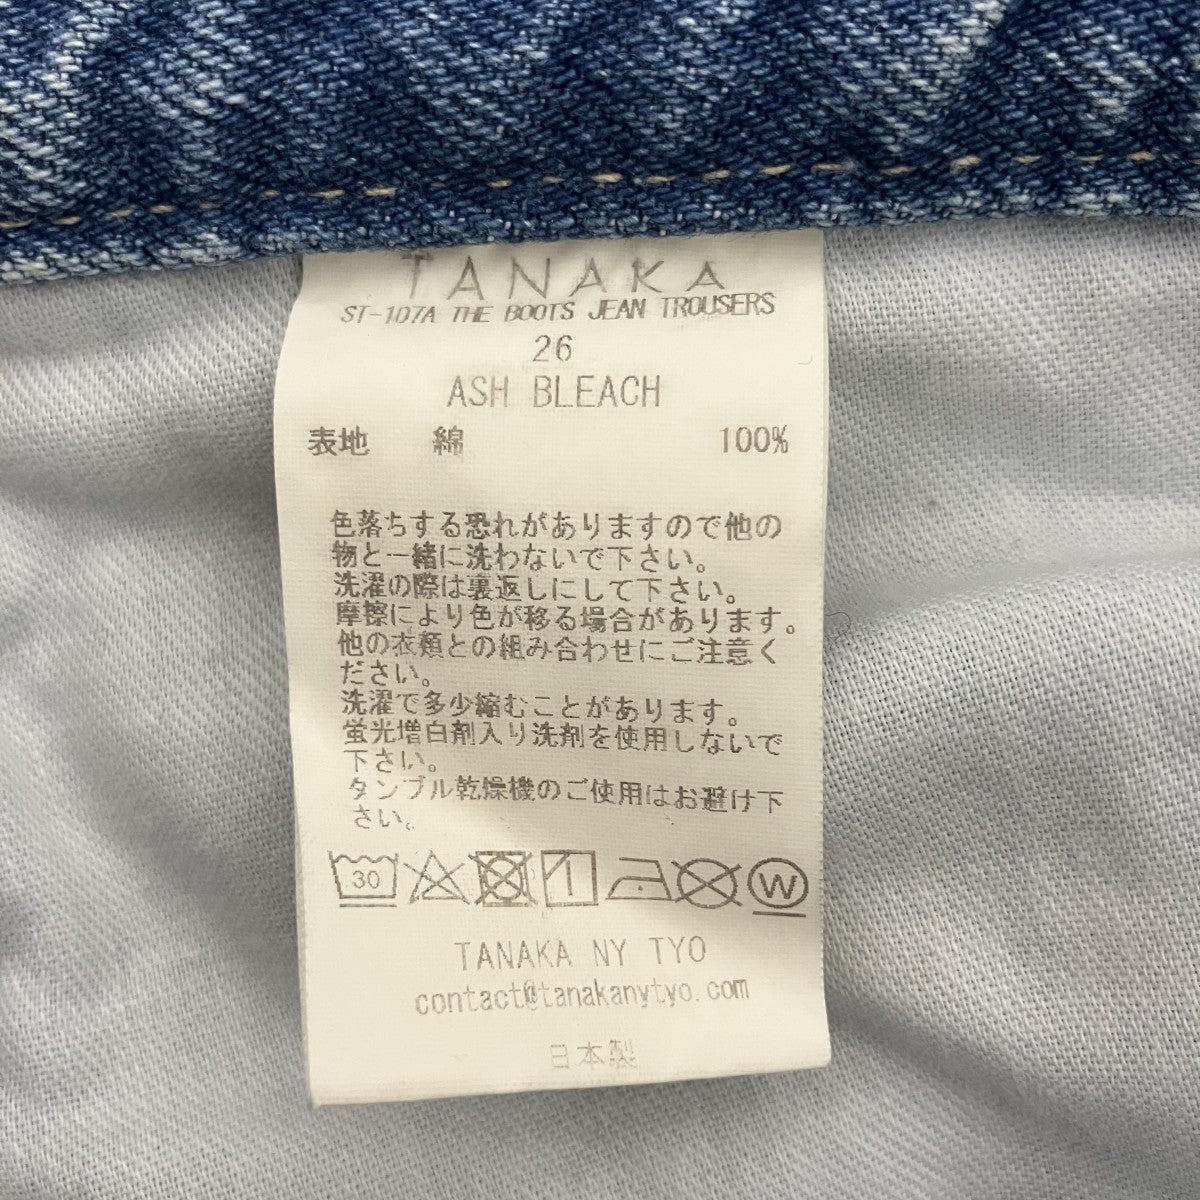 TANAKA
ST-107A THE BOOTS JEAN TROUSERS
26
ASH BLEACH
表地 綿 100%
色落ちする恐れがありますので他の
物と一緒に洗わないで下さい。
洗濯の際は裏返しにして下さい。
摩擦により色が移る場合があります。
他の衣類との組み合わせにご注意く
ださい。
洗濯で多少縮むことがあります。
蛍光増白剤入り洗剤を使用しないで
下さい。
タンブル乾燥機のご使用はお避け下
さい。
30 W
TANAKA NY TYO
contact@tanakanytyo.com
日本製